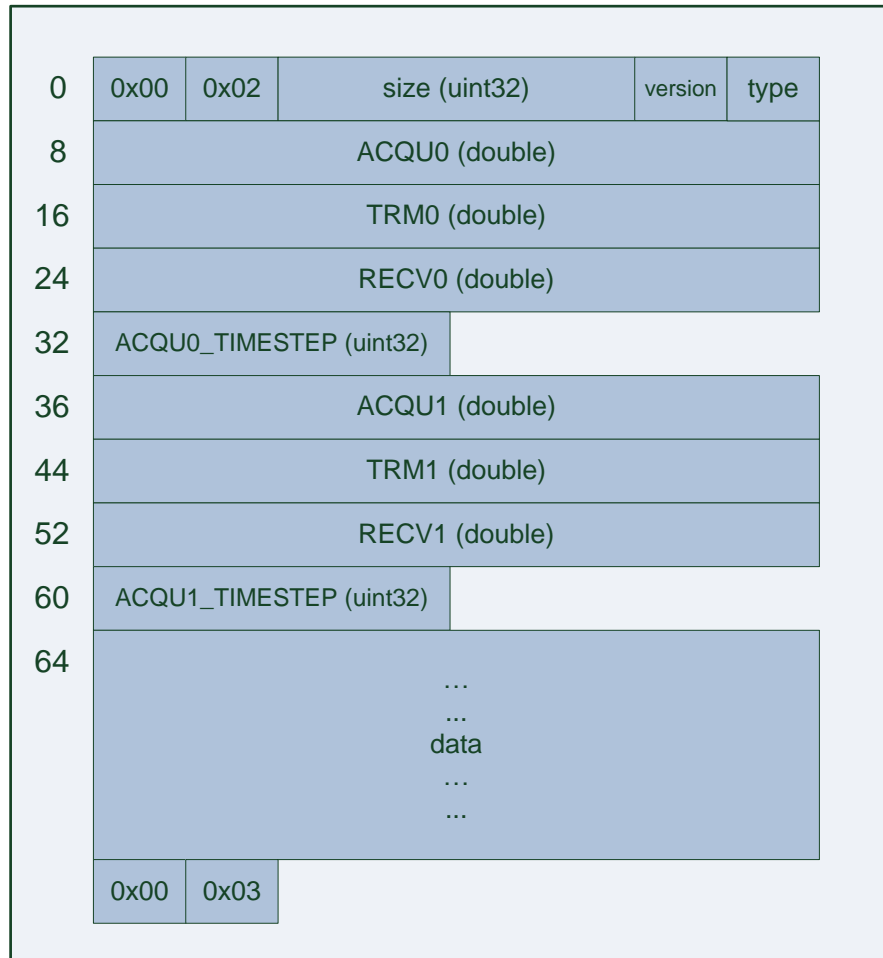 0 0x00 0x02 size (uint32) version type
8 ACQU0 (double)
16 TRM0 (double)
24 RECV0 (double)
32 ACQU0_TIMESTEP (uint32)
36 ACQU1 (double)
44 TRM1 (double)
52 RECV1 (double)
60 ACQU1_TIMESTEP (uint32)
64
…
...
data
…
...
0x00 0x03